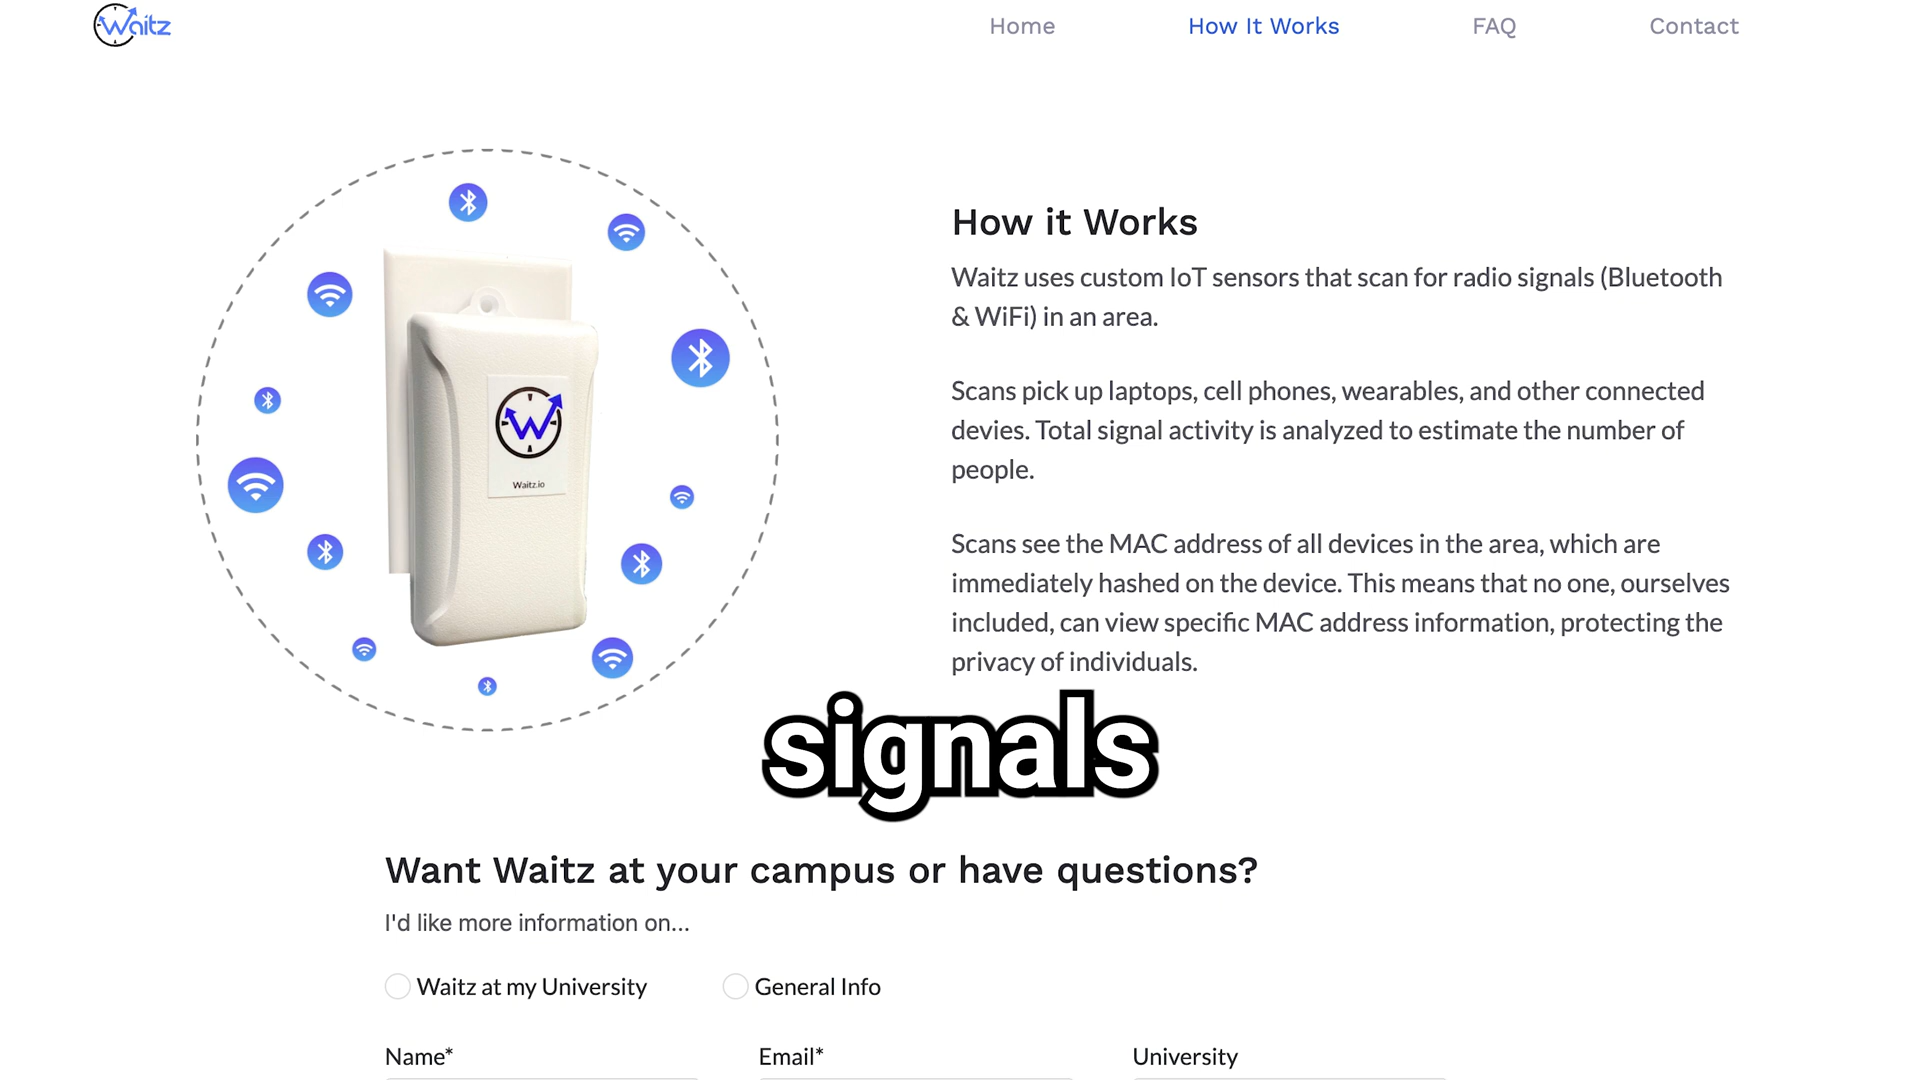 Waitz
Home
How It Works
FAQ
Contact
W
Waitz.io
How it Works
Waitz uses custom IoT sensors that scan for radio signals (Bluetooth
& WiFi) in an area.
Scans pick up laptops, cell phones, wearables, and other connected
devies. Total signal activity is analyzed to estimate the number of
people.
Scans see the MAC address of all devices in the area, which are
immediately hashed on the device. This means that no one, ourselves
included, can view specific MAC address information, protecting the
privacy of individuals.
signals
Want Waitz at your campus or have questions?
I'd like more information on...
Waitz at my University
General Info
Name*
Email*
University